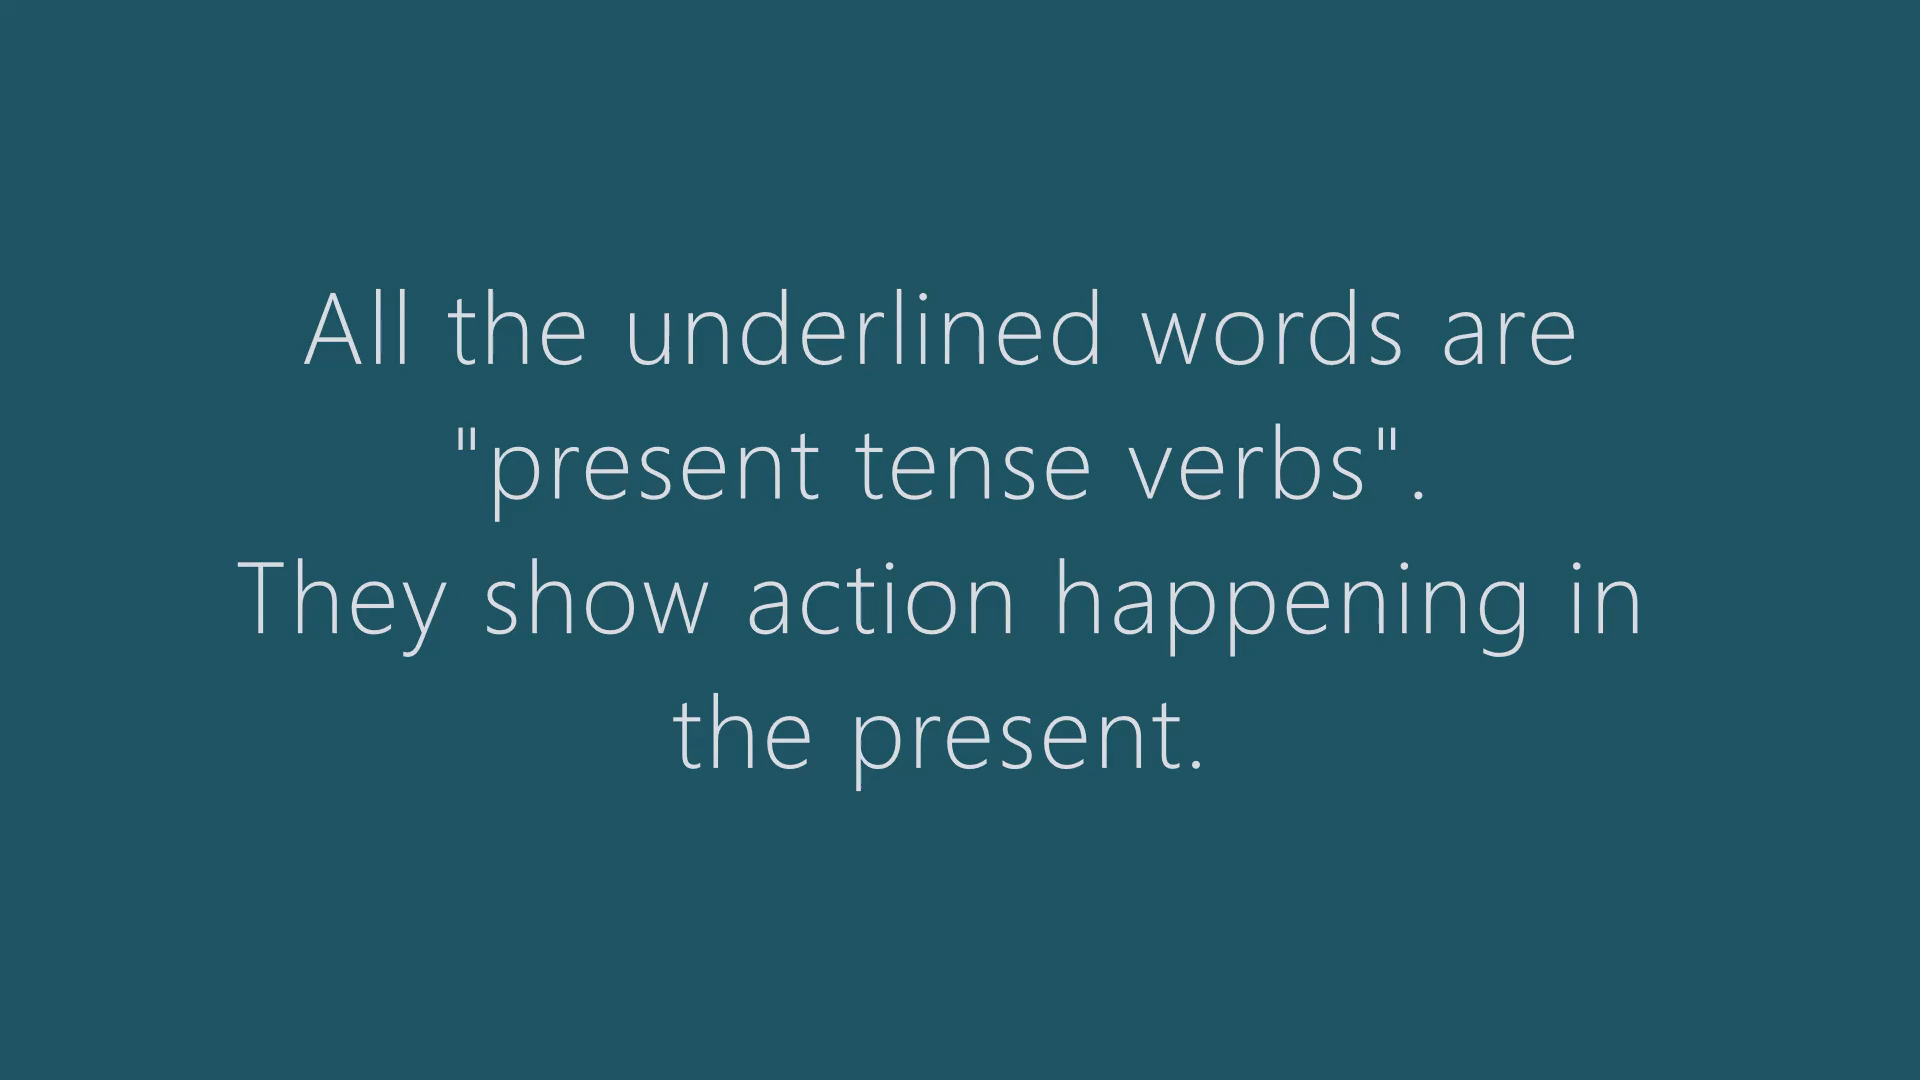 All the underlined words are
"present tense verbs".
They show action happening in
the present.